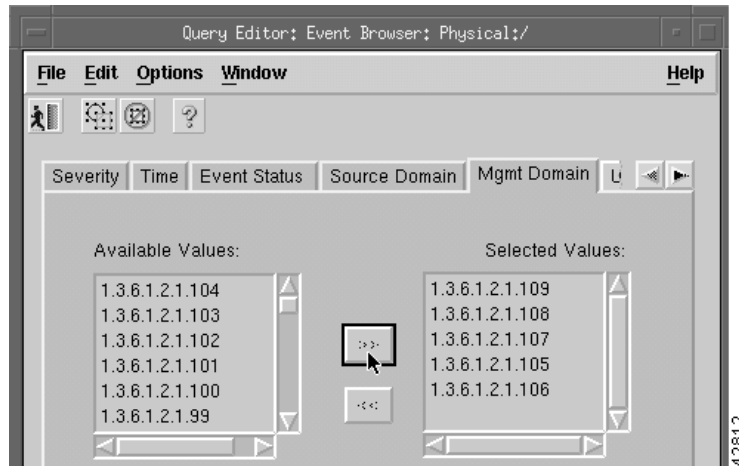 Query Editor: Event Browser: Physical:/
File Edit Options Window Help
Severity Time Event Status Source Domain Mgmt Domain
Available Values: Selected Values:
1.3.6.1.2.1.104 1.3.6.1.2.1.109
1.3.6.1.2.1.103 1.3.6.1.2.1.108
1.3.6.1.2.1.102 1.3.6.1.2.1.107
1.3.6.1.2.1.101 1.3.6.1.2.1.105
1.3.6.1.2.1.100 1.3.6.1.2.1.106
1.3.6.1.2.1.99
>>
<<
42812